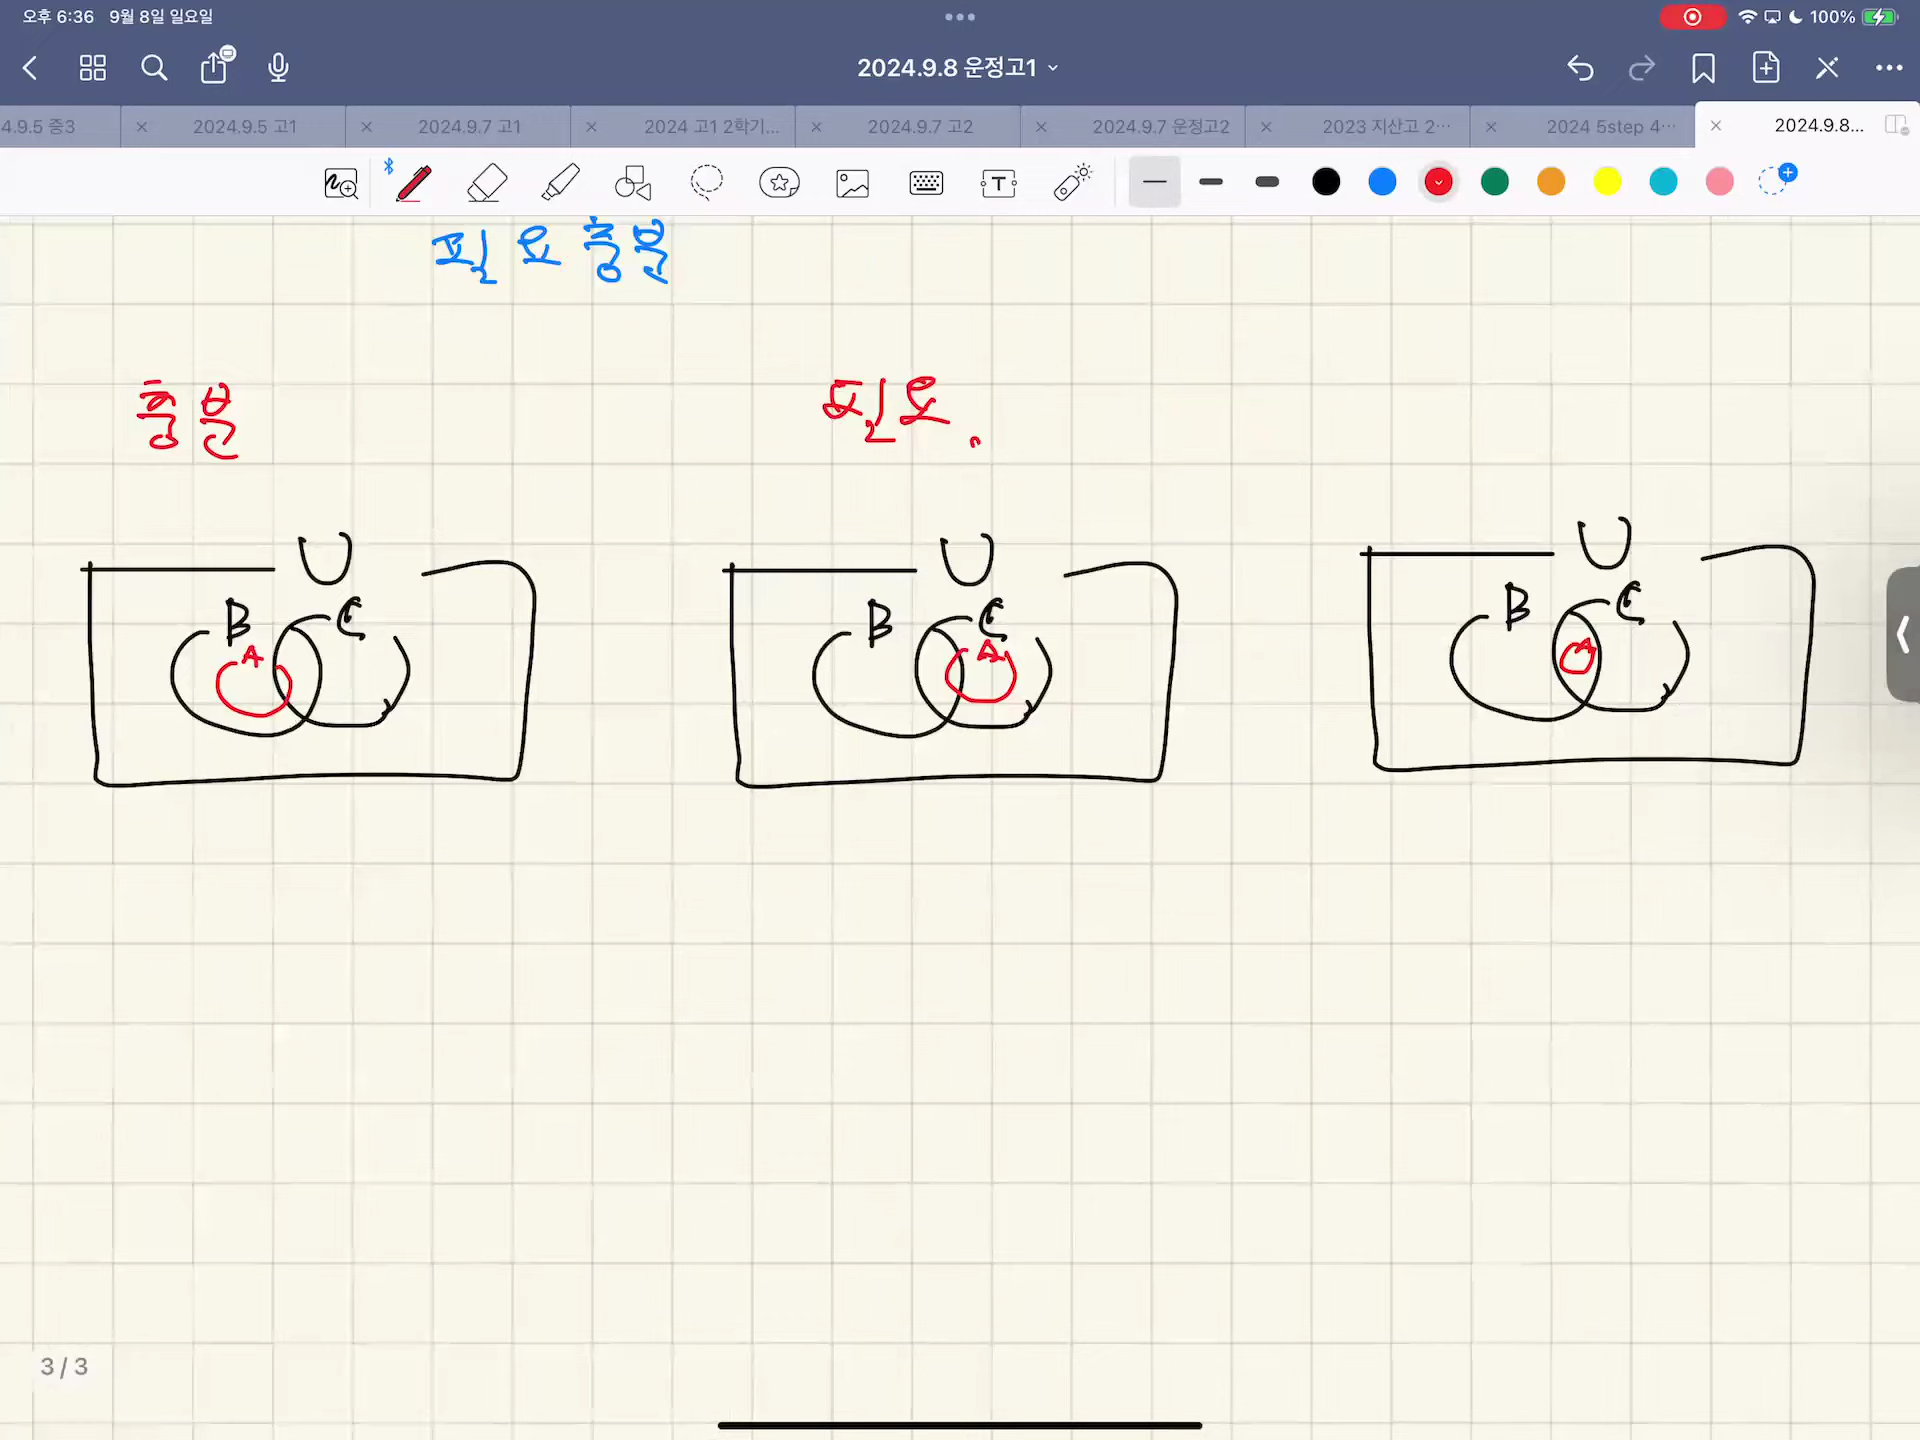 오후 6:36 9월 8일 일요일
100%
2024.9.8 운정고1
4.9.5 중3
2024.9.5 고1
2024.9.7 고1
2024 고1 2학기...
2024.9.7 고2
2024.9.7 운정고2
2023 지산고 2...
2024 5step 4...
2024.9.8...
T
필요충분
충분
필요.
U
B C
A
U
B C
A
U
B C
A
3 / 3